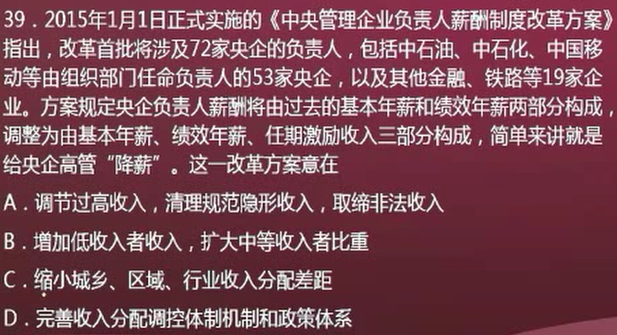 39．2015年1月1日正式实施的《中央管理企业负责人薪酬制度改革方案》
指出，改革首批将涉及72家央企的负责人，包括中石油、中石化、中国移
动等由组织部门任命负责人的53家央企，以及其他金融、铁路等19家企
业。方案规定央企负责人薪酬将由过去的基本年薪和绩效年薪两部分构成，
调整为由基本年薪、绩效年薪、任期激励收入三部分构成，简单来讲就是
给央企高管“降薪”。这一改革方案意在
A．调节过高收入，清理规范隐形收入，取缔非法收入
B．增加低收入者收入，扩大中等收入者比重
C．缩小城乡、区域、行业收入分配差距
D．完善收入分配调控体制机制和政策体系